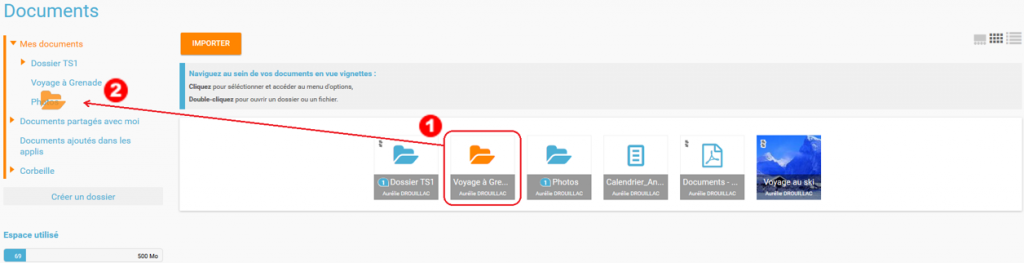 Documents
Mes documents
Dossier TS1
Voyage à Grenade
Photos
Documents partagés avec moi
Documents ajoutés dans les
applis
Corbeille
Créer un dossier
Espace utilisé
69
500 Mo
2
IMPORTER
Naviguez au sein de vos documents en vue vignettes :
Cliquez pour séléctionner et accéder au menu d'options,
Double-cliquez pour ouvrir un dossier ou un fichier.
1
1 Dossier TS1
Aurélie DROUILLAC
Voyage à Gre...
Aurélie DROUILLAC
1 Photos
Aurélie DROUILLAC
Calendrier_An...
Aurélie DROUILLAC
Documents - ...
Aurélie DROUILLAC
Voyage au ski
Aurélie DROUILLAC